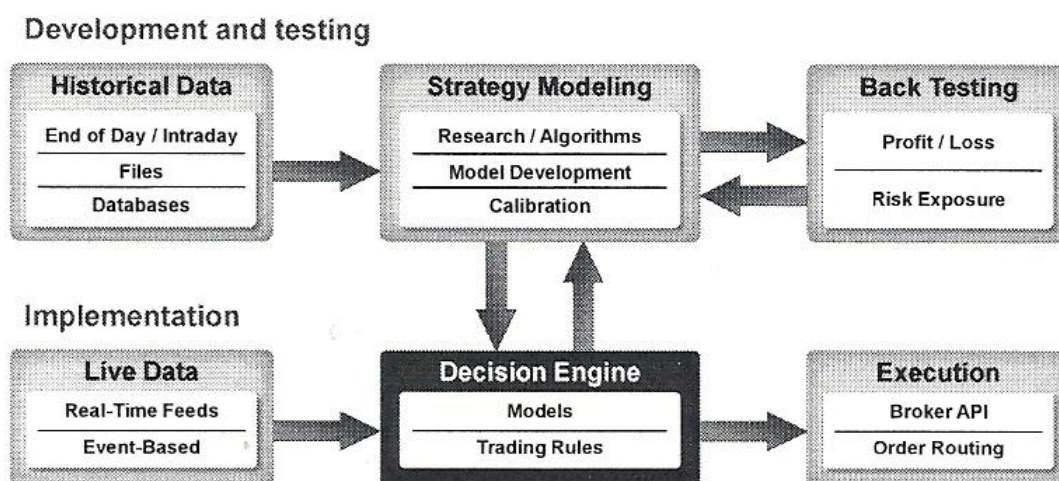 Development and testing
Historical Data
End of Day / Intraday
Files
Databases
Strategy Modeling
Research / Algorithms
Model Development
Calibration
Back Testing
Profit / Loss
Risk Exposure
Implementation
Live Data
Real-Time Feeds
Event-Based
Decision Engine
Models
Trading Rules
Execution
Broker API
Order Routing